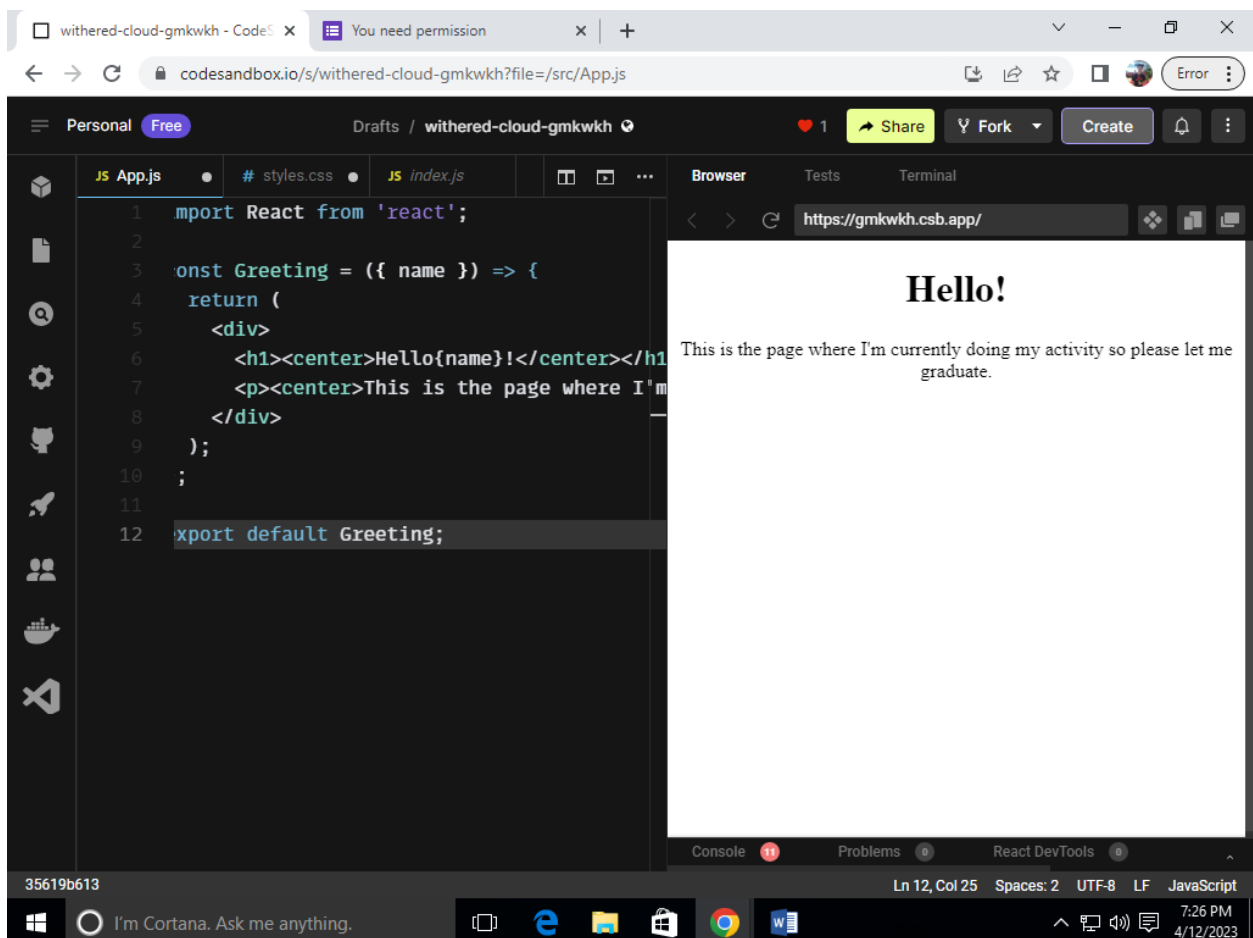 withered-cloud-gmkwkh - CodeS
You need permission
codesandbox.io/s/withered-cloud-gmkwkh?file=/src/App.js
Error
Personal Free
Drafts / withered-cloud-gmkwkh
1
Share
Fork
Create
JS App.js
# styles.css
JS index.js
Browser
Tests
Terminal
https://gmkwkh.csb.app/
1 mport React from 'react';
2
3 onst Greeting = ({ name }) => {
4 return (
5 <div>
6 <h1><center>Hello{name}!</center></h1
7 <p><center>This is the page where I'm
8 </div>
9 );
10 ;
11
12 xport default Greeting;
Hello!
This is the page where I'm currently doing my activity so please let me
graduate.
Console 11
Problems 0
React DevTools 0
35619b613
Ln 12, Col 25 Spaces: 2 UTF-8 LF JavaScript
I'm Cortana. Ask me anything.
7:26 PM
4/12/2023